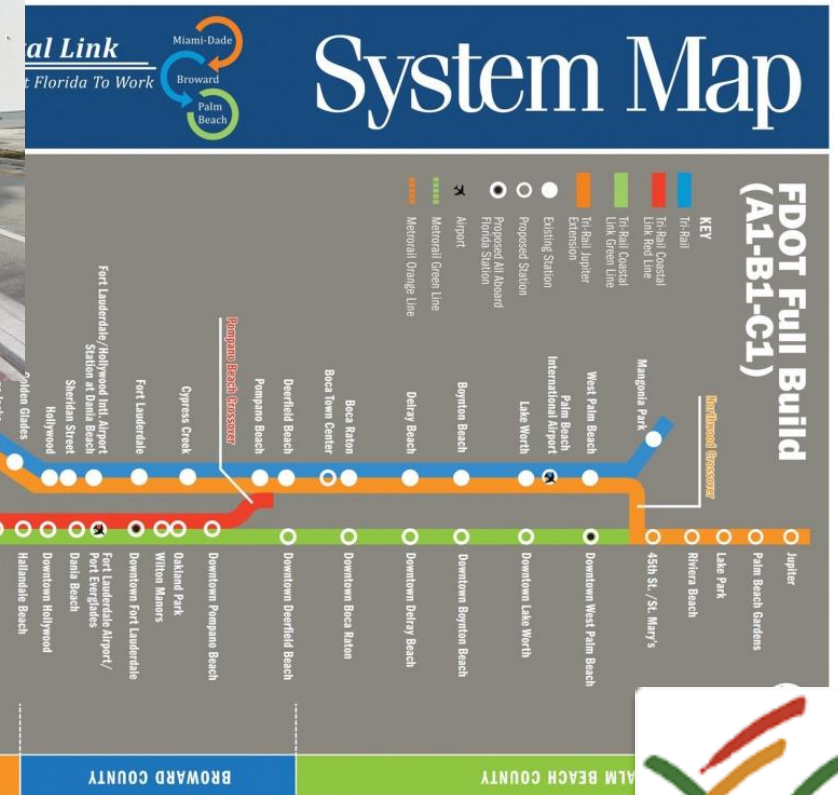 al Link
t Florida To Work
Miami-Dade
Broward
Palm
Beach
System Map
FDOT Full Build
(A1-B1-C1)
KEY
Tri-Rail
Tri-Rail Coastal
Link Red Line
Tri-Rail Coastal
Link Green Line
Tri-Rail Jupiter
Extension
Existing Station
Proposed Station
Proposed All Aboard
Florida Station
Airport
Metrorail Green Line
Metrorail Orange Line
Northwood Crossover
Pompano Beach Crossover
Mangonia Park
West Palm Beach
Palm Beach
International Airport
Lake Worth
Boynton Beach
Delray Beach
Boca Raton
Boca Town Center
Deerfield Beach
Pompano Beach
Cypress Creek
Fort Lauderdale
Fort Lauderdale/Hollywood Intl. Airport
Station at Dania Beach
Sheridan Street
Hollywood
Golden Glades
Jupiter
Palm Beach Gardens
Lake Park
Riviera Beach
45th St. /St. Mary's
Downtown West Palm Beach
Downtown Lake Worth
Downtown Boynton Beach
Downtown Delray Beach
Downtown Boca Raton
Downtown Deerfield Beach
Downtown Pompano Beach
Oakland Park
Wilton Manors
Downtown Fort Lauderdale
Fort Lauderdale Airport/
Port Everglades
Dania Beach
Downtown Hollywood
Hallandale Beach
BROWARD COUNTY
ALM BEACH COUNTY